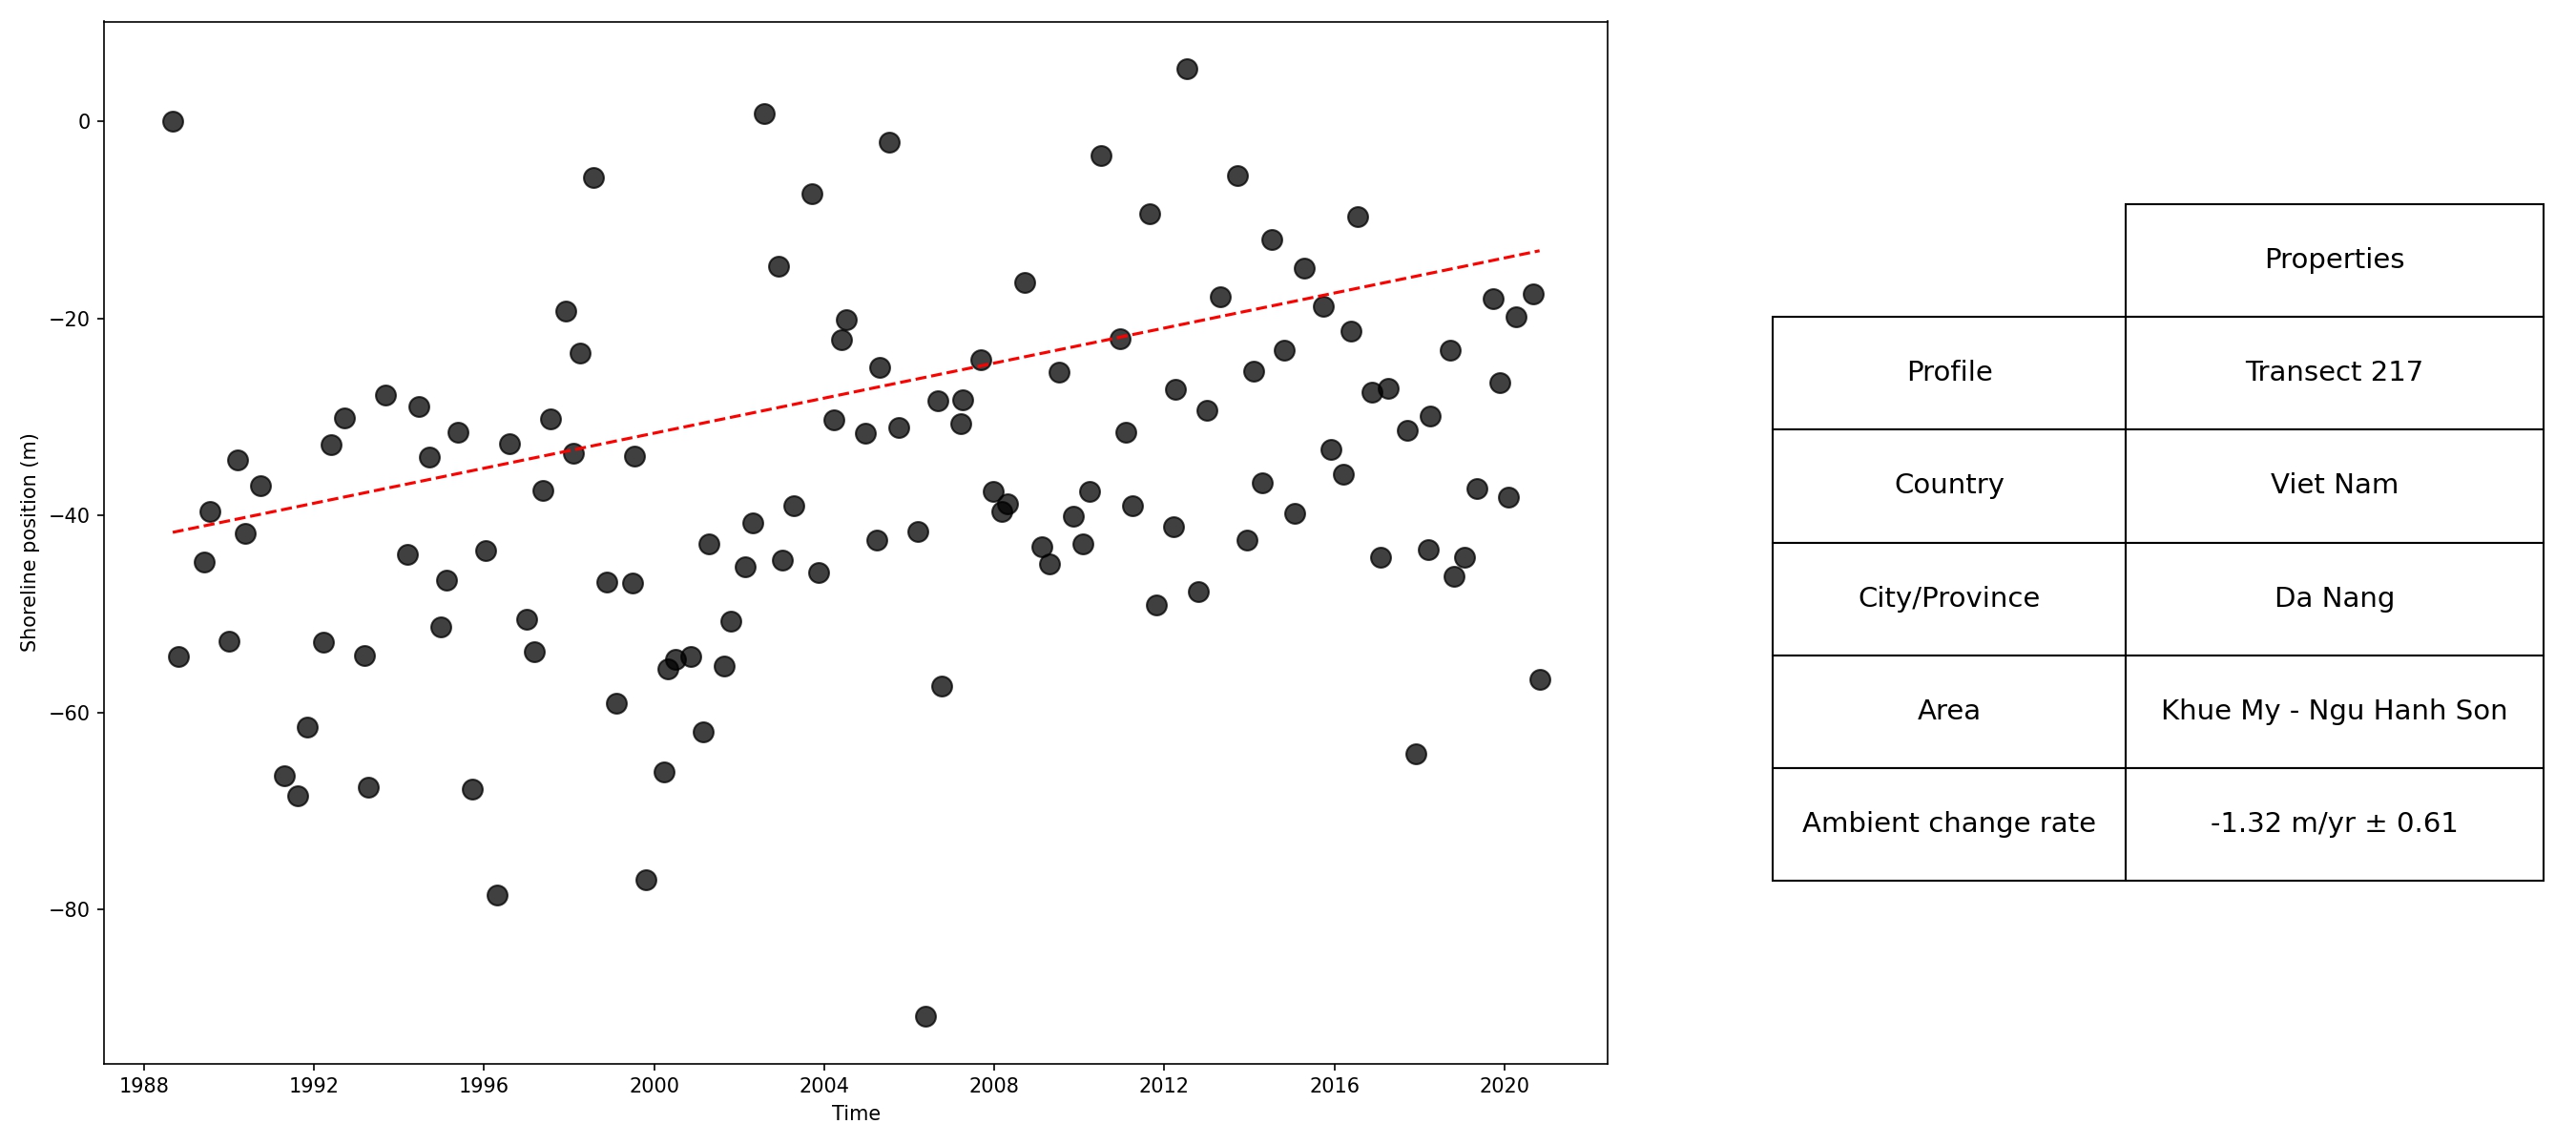 0
−20
−40
−60
−80
Shoreline position (m)
1988 1992 1996 2000 2004 2008 2012 2016 2020
Time
Properties
Profile Transect 217
Country Viet Nam
City/Province Da Nang
Area Khue My - Ngu Hanh Son
Ambient change rate -1.32 m/yr ± 0.61